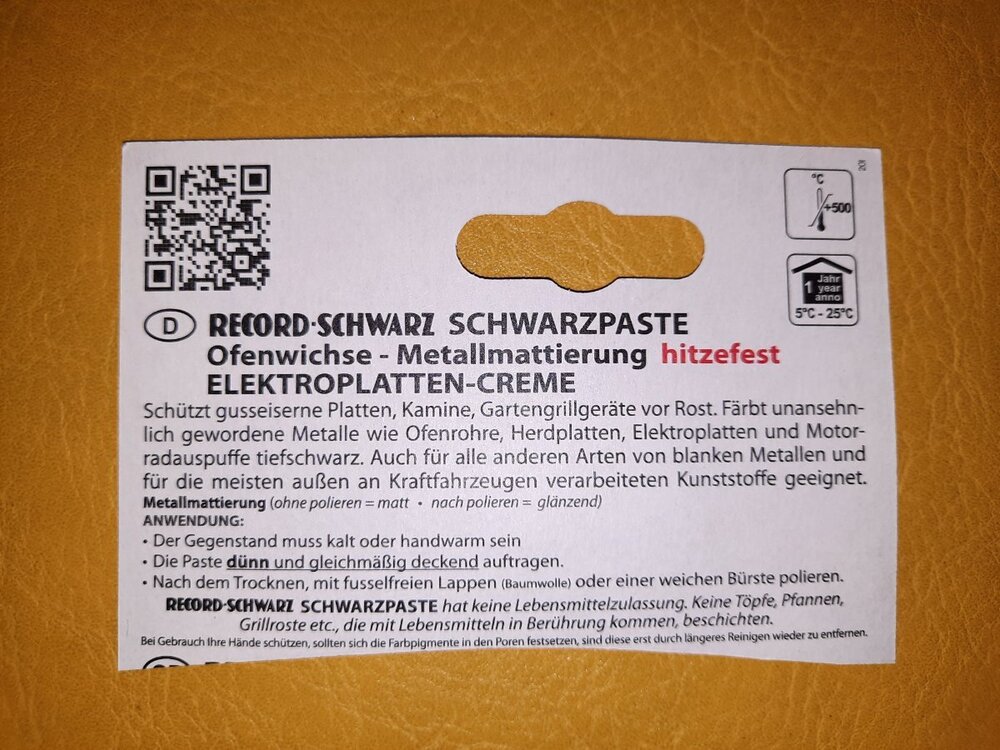 °C
+500
1 Jahr
year
anno
5°C - 25°C
D RECORD-SCHWARZ SCHWARZPASTE
Ofenwichse - Metallmattierung hitzefest
ELEKTROPLATTEN-CREME
Schützt gusseiserne Platten, Kamine, Gartengrillgeräte vor Rost. Färbt unansehn-
lich gewordene Metalle wie Ofenrohre, Herdplatten, Elektroplatten und Motor-
radauspuffe tiefschwarz. Auch für alle anderen Arten von blanken Metallen und
für die meisten außen an Kraftfahrzeugen verarbeiteten Kunststoffe geeignet.
Metallmattierung (ohne polieren = matt • nach polieren = glänzend)
ANWENDUNG:
• Der Gegenstand muss kalt oder handwarm sein
• Die Paste dünn und gleichmäßig deckend auftragen.
• Nach dem Trocknen, mit fusselfreien Lappen (Baumwolle) oder einer weichen Bürste polieren.
RECORD-SCHWARZ SCHWARZPASTE hat keine Lebensmittelzulassung. Keine Töpfe, Pfannen,
Grillroste etc., die mit Lebensmitteln in Berührung kommen, beschichten.
Bei Gebrauch Ihre Hände schützen, sollten sich die Farbpigmente in den Poren festsetzen, sind diese erst durch längeres Reinigen wieder zu entfernen.